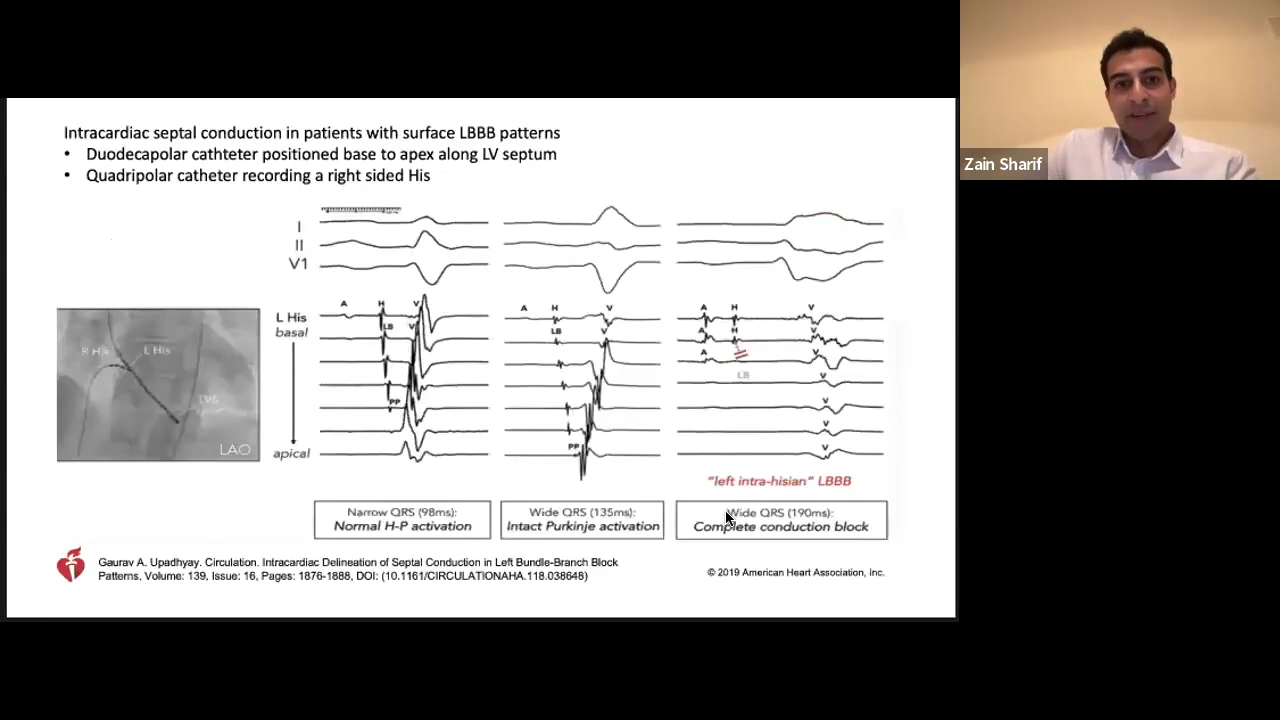 Zain Sharif
Intracardiac septal conduction in patients with surface LBBB patterns
• Duodecapolar cathteter positioned base to apex along LV septum
• Quadripolar catheter recording a right sided His
I
II
V1
L His
basal
apical
A H V
LB V
PP
A H V
LB V
PP
A H V
A H V
A V
LB
V
V
V
V
R His L His
LVS
LAO
"left intra-hisian" LBBB
Narrow QRS (98ms):
Normal H-P activation
Wide QRS (135ms):
Intact Purkinje activation
Wide QRS (190ms):
Complete conduction block
Gaurav A. Upadhyay. Circulation. Intracardiac Delineation of Septal Conduction in Left Bundle-Branch Block
Patterns, Volume: 139, Issue: 16, Pages: 1876-1888, DOI: (10.1161/CIRCULATIONAHA.118.038648)
© 2019 American Heart Association, Inc.